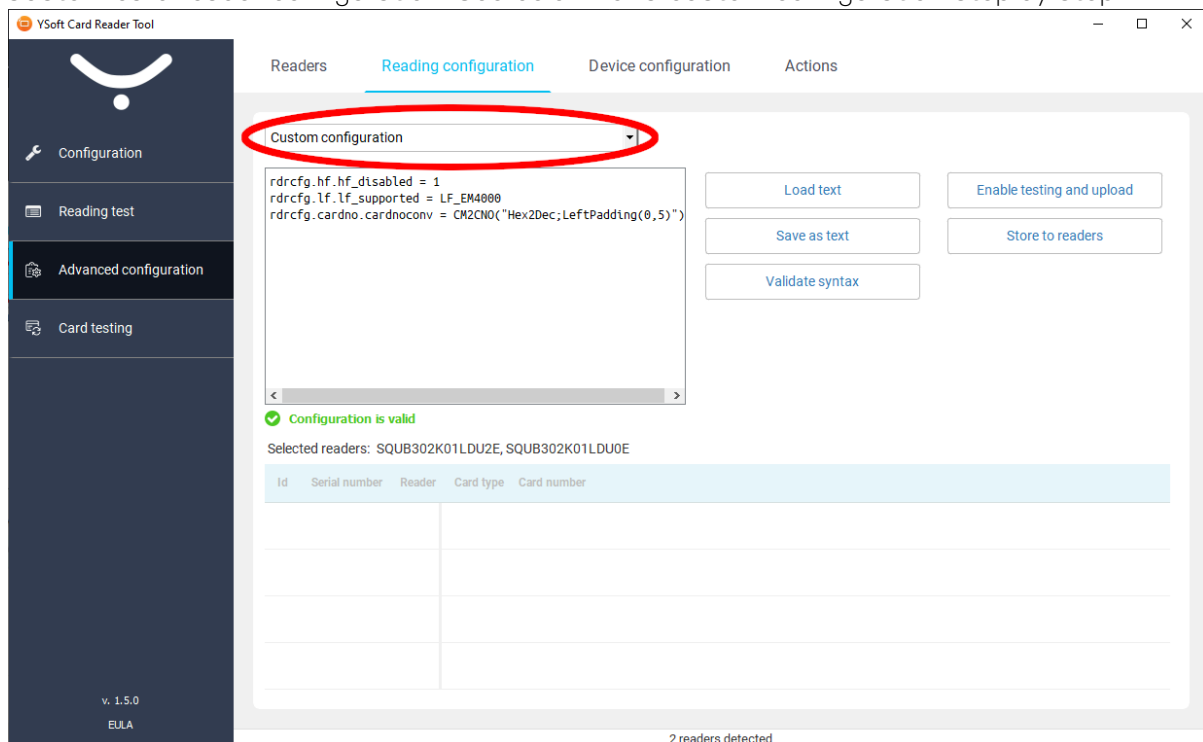 YSoft Card Reader Tool
Readers Reading configuration Device configuration Actions
Configuration
Reading test
Advanced configuration
Card testing
Custom configuration
rdrcfg.hf.hf_disabled = 1
rdrcfg.lf.lf_supported = LF_EM4000
rdrcfg.cardno.cardnoconv = CM2CNO("Hex2Dec;LeftPadding(0,5)")
Load text Enable testing and upload
Save as text Store to readers
Validate syntax
Configuration is valid
Selected readers: SQUB302K01LDU2E, SQUB302K01LDU0E
Id Serial number Reader Card type Card number
v. 1.5.0
EULA
2 readers detected